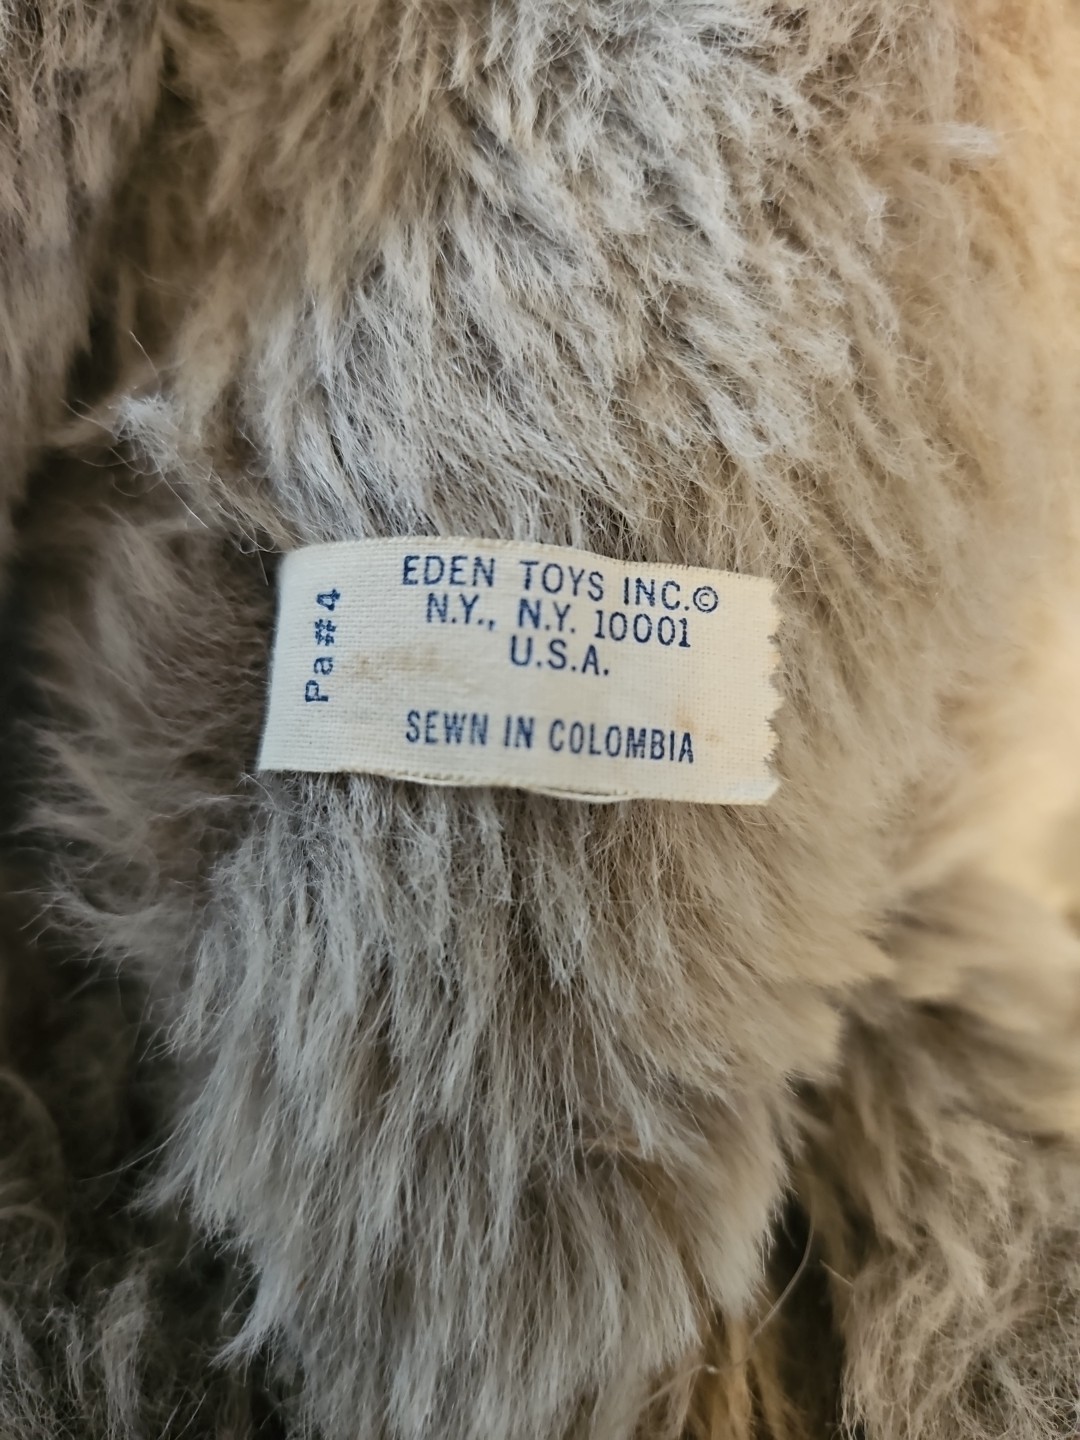 EDEN TOYS INC.©
N.Y., N.Y. 10001
U.S.A.
SEWN IN COLOMBIA
Pa#4